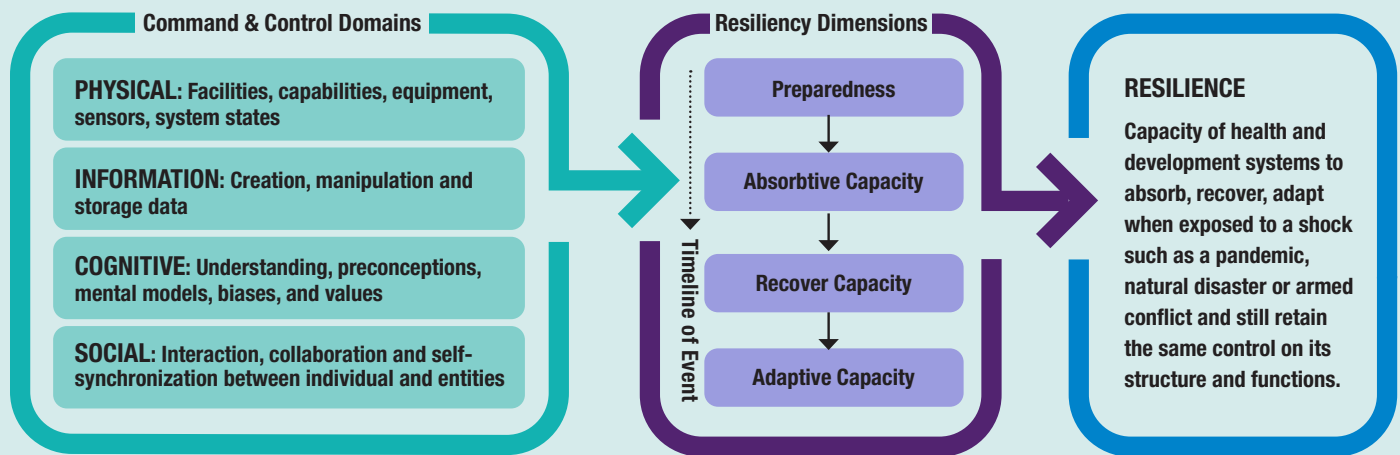 Command & Control Domains
PHYSICAL: Facilities, capabilities, equipment,
sensors, system states
INFORMATION: Creation, manipulation and
storage data
COGNITIVE: Understanding, preconceptions,
mental models, biases, and values
SOCIAL: Interaction, collaboration and self-
synchronization between individual and entities
Resiliency Dimensions
Timeline of Event
Preparedness
Absorbtive Capacity
Recover Capacity
Adaptive Capacity
RESILIENCE
Capacity of health and
development systems to
absorb, recover, adapt
when exposed to a shock
such as a pandemic,
natural disaster or armed
conflict and still retain
the same control on its
structure and functions.